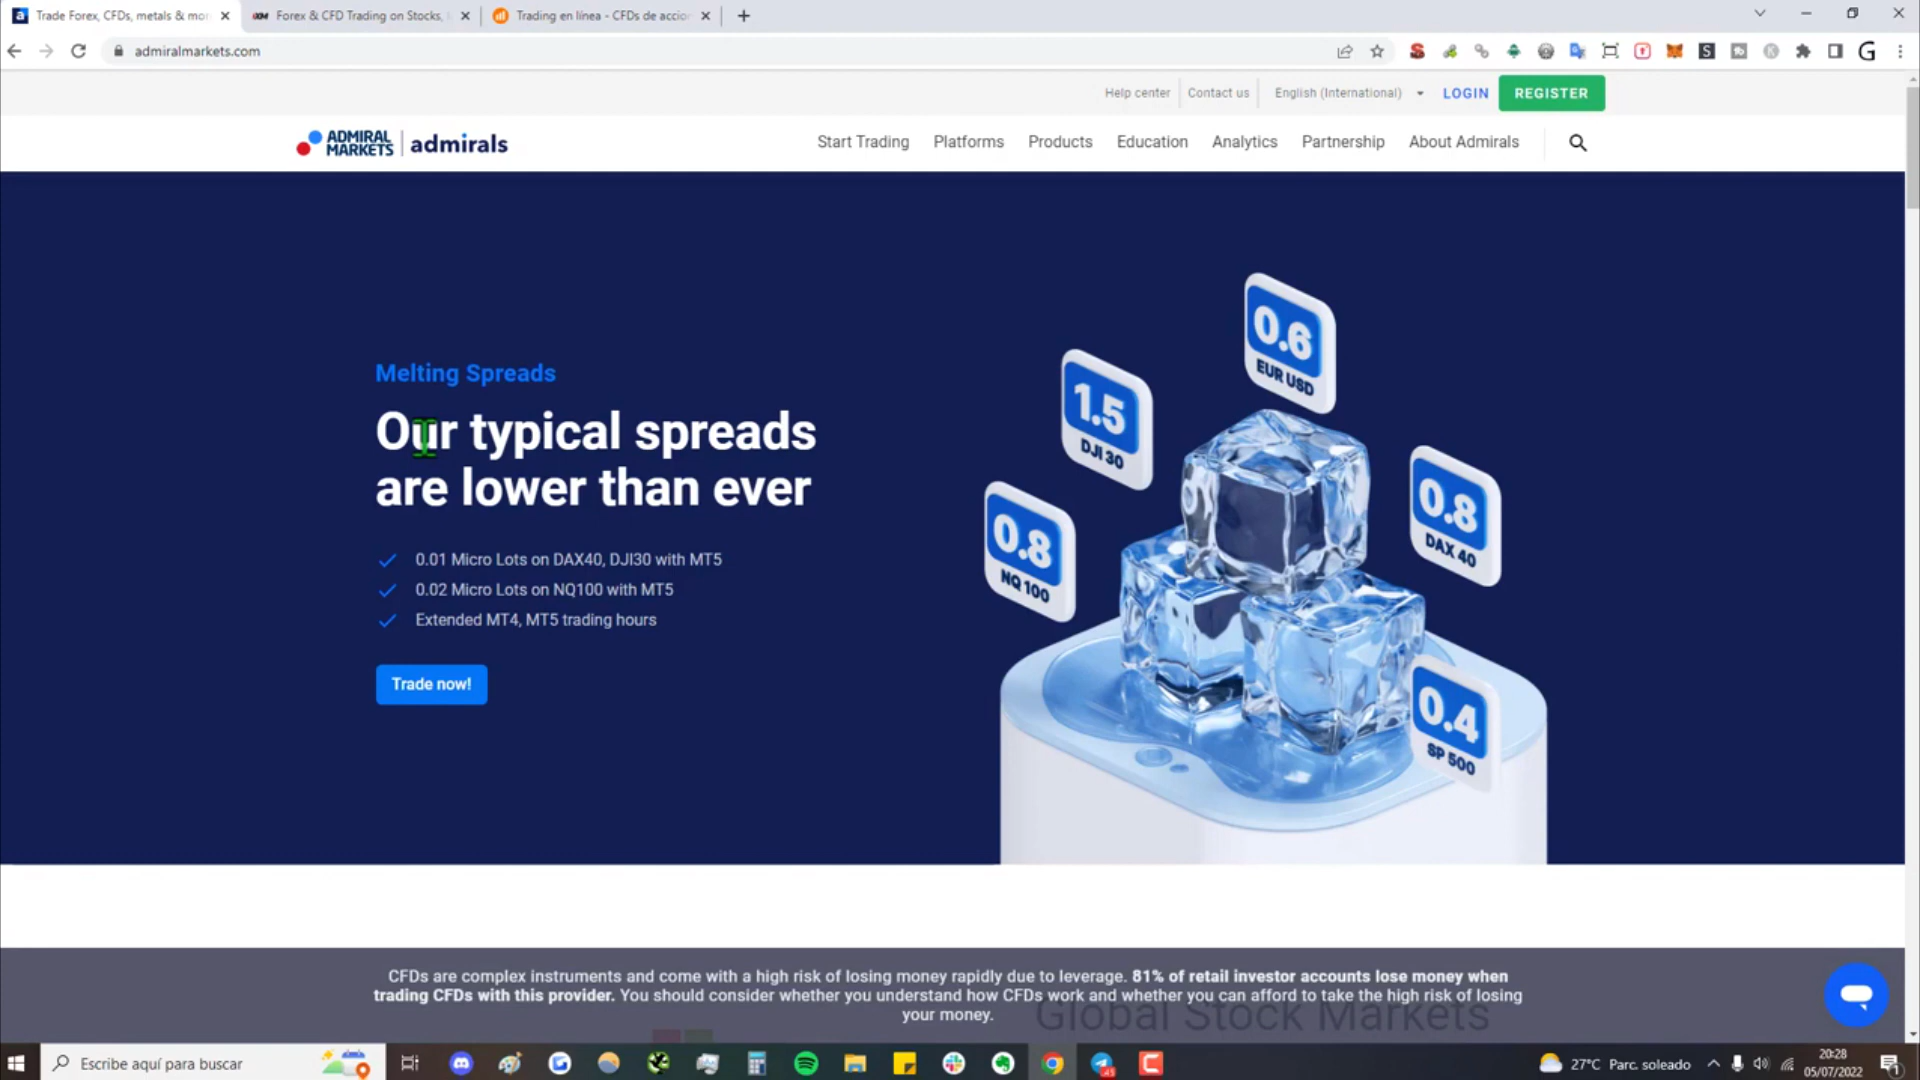 Trade Forex, CFDs, metals & mor
Forex & CFD Trading on Stocks,
Trading en línea - CFDs de accio
admiralmarkets.com
Help center
Contact us
English (International)
LOGIN
REGISTER
ADMIRAL
MARKETS
admirals
Start Trading
Platforms
Products
Education
Analytics
Partnership
About Admirals
Melting Spreads
Our typical spreads
are lower than ever
0.01 Micro Lots on DAX40, DJI30 with MT5
0.02 Micro Lots on NQ100 with MT5
Extended MT4, MT5 trading hours
Trade now!
0.6
EUR USD
1.5
DJI 30
0.8
DAX 40
0.8
NQ 100
0.4
SP 500
CFDs are complex instruments and come with a high risk of losing money rapidly due to leverage. 81% of retail investor accounts lose money when
trading CFDs with this provider. You should consider whether you understand how CFDs work and whether you can afford to take the high risk of losing
your money.
Global Stock Markets
Escribe aquí para buscar
27°C Parc. soleado
20:28
05/07/2022